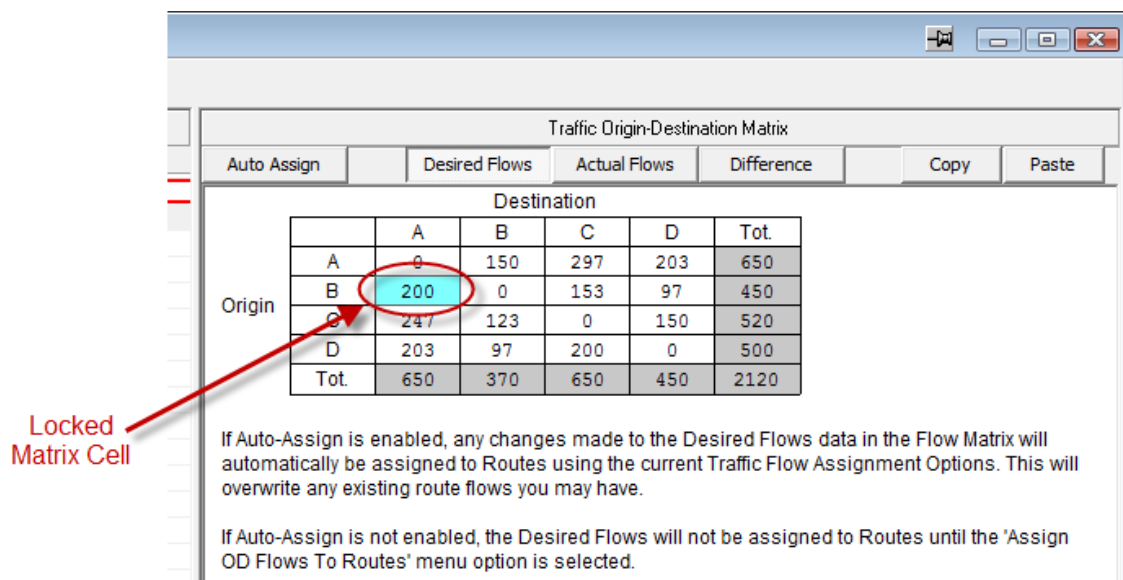 Traffic Origin-Destination Matrix
Auto Assign Desired Flows Actual Flows Difference Copy Paste
Destination
A B C D Tot.
A 0 150 297 203 650
B 200 0 153 97 450
Origin
C 247 123 0 150 520
D 203 97 200 0 500
Tot. 650 370 650 450 2120
Locked
Matrix Cell
If Auto-Assign is enabled, any changes made to the Desired Flows data in the Flow Matrix will
automatically be assigned to Routes using the current Traffic Flow Assignment Options. This will
overwrite any existing route flows you may have.
If Auto-Assign is not enabled, the Desired Flows will not be assigned to Routes until the 'Assign
OD Flows To Routes' menu option is selected.